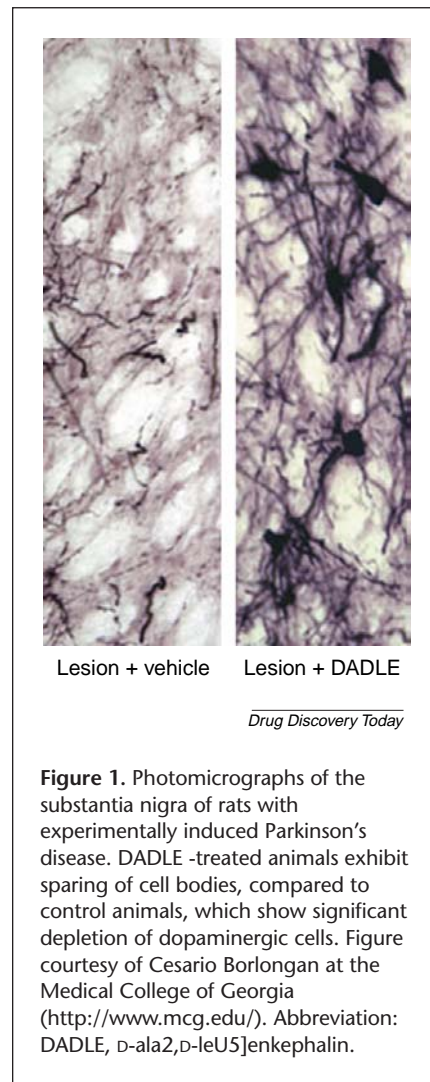 Lesion + vehicle Lesion + DADLE
Drug Discovery Today
Figure 1. Photomicrographs of the
substantia nigra of rats with
experimentally induced Parkinson's
disease. DADLE -treated animals exhibit
sparing of cell bodies, compared to
control animals, which show significant
depletion of dopaminergic cells. Figure
courtesy of Cesario Borlongan at the
Medical College of Georgia
(http://www.mcg.edu/). Abbreviation:
DADLE, D-ala2,D-leU5]enkephalin.